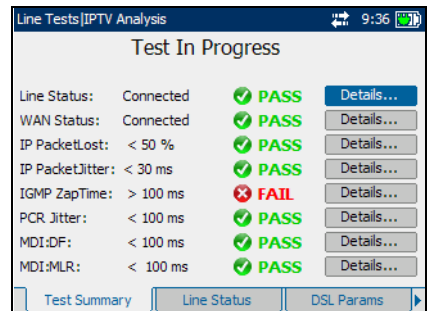 Line Tests|IPTV Analysis 9:36
Test In Progress
Line Status: Connected PASS Details...
WAN Status: Connected PASS Details...
IP PacketLost: < 50 % PASS Details...
IP PacketJitter: < 30 ms PASS Details...
IGMP ZapTime: > 100 ms FAIL Details...
PCR Jitter: < 100 ms PASS Details...
MDI:DF: < 100 ms PASS Details...
MDI:MLR: < 100 ms PASS Details...
Test Summary Line Status DSL Params